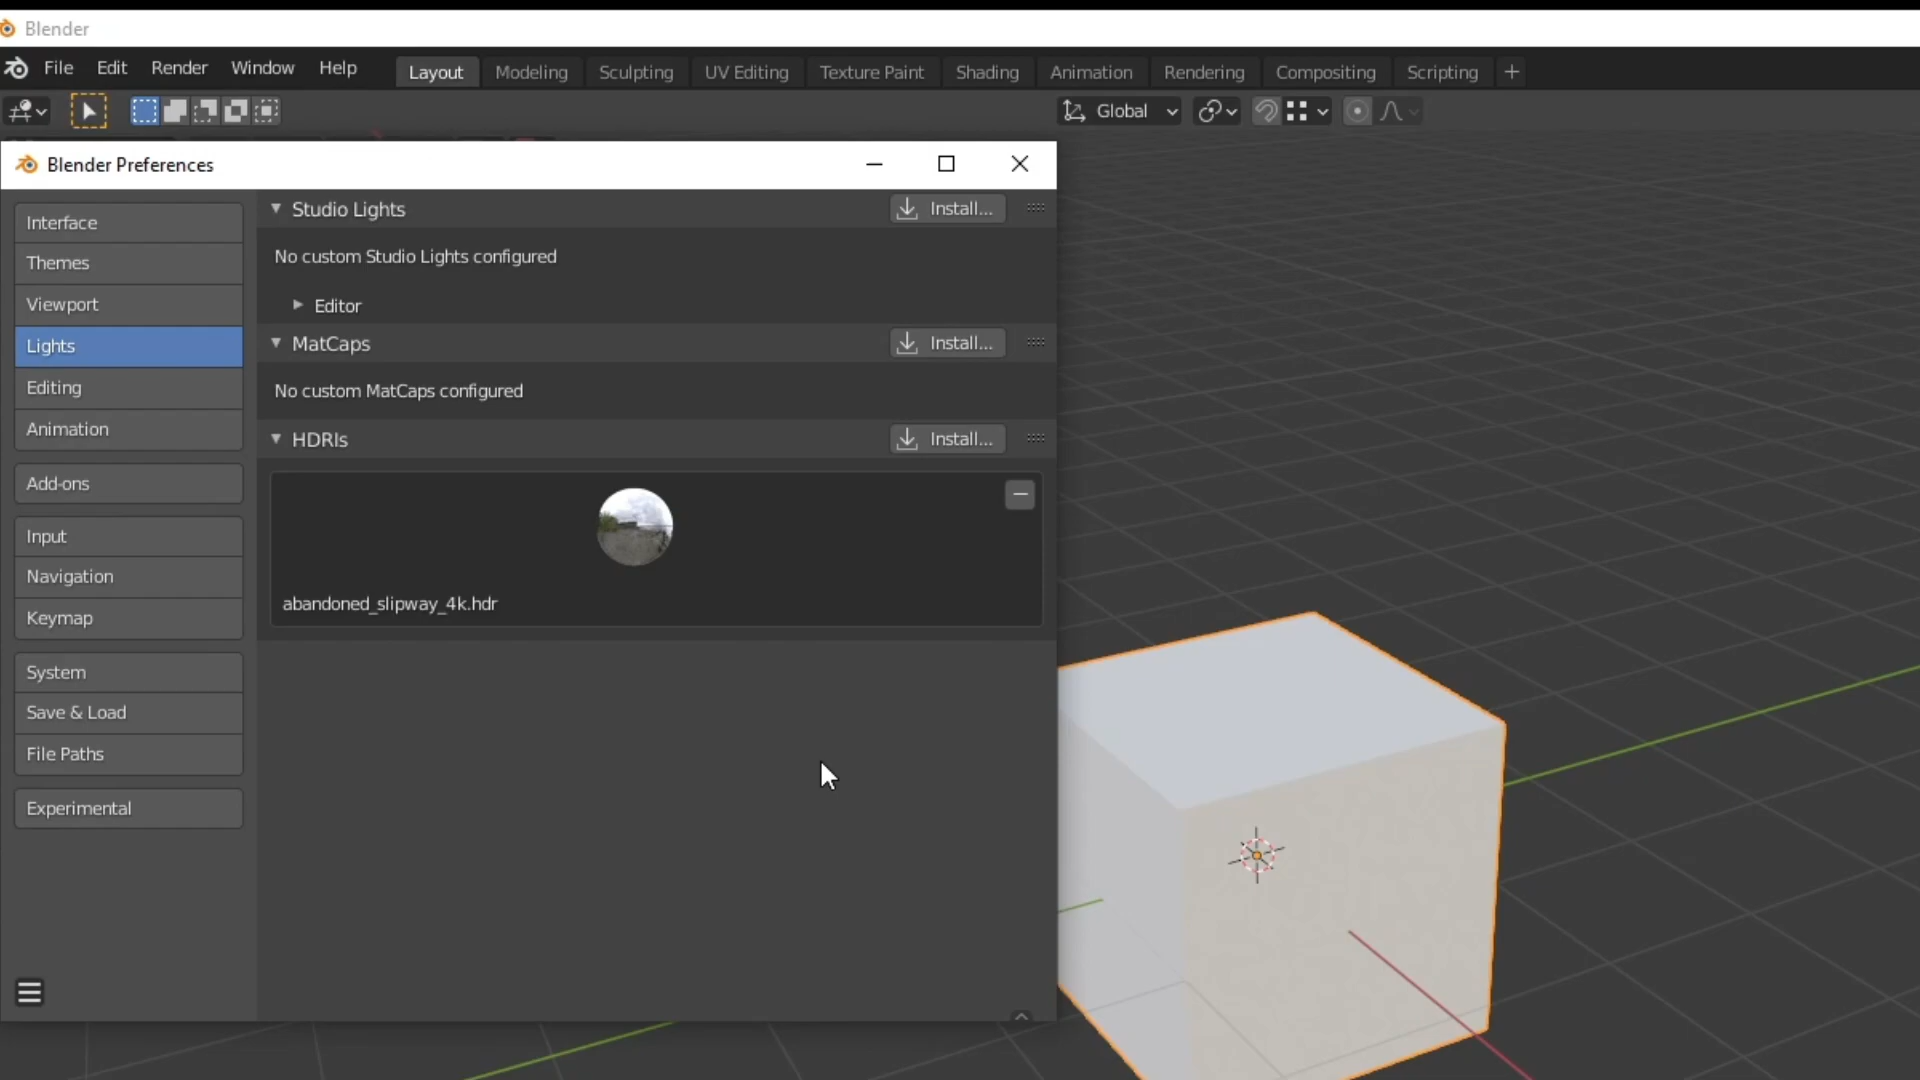 Blender
File Edit Render Window Help Layout Modeling Sculpting UV Editing Texture Paint Shading Animation Rendering Compositing Scripting +
Global
Blender Preferences
Interface
Themes
Viewport
Lights
Editing
Animation
Add-ons
Input
Navigation
Keymap
System
Save & Load
File Paths
Experimental
Studio Lights Install...
No custom Studio Lights configured
Editor
MatCaps Install...
No custom MatCaps configured
HDRIs Install...
abandoned_slipway_4k.hdr